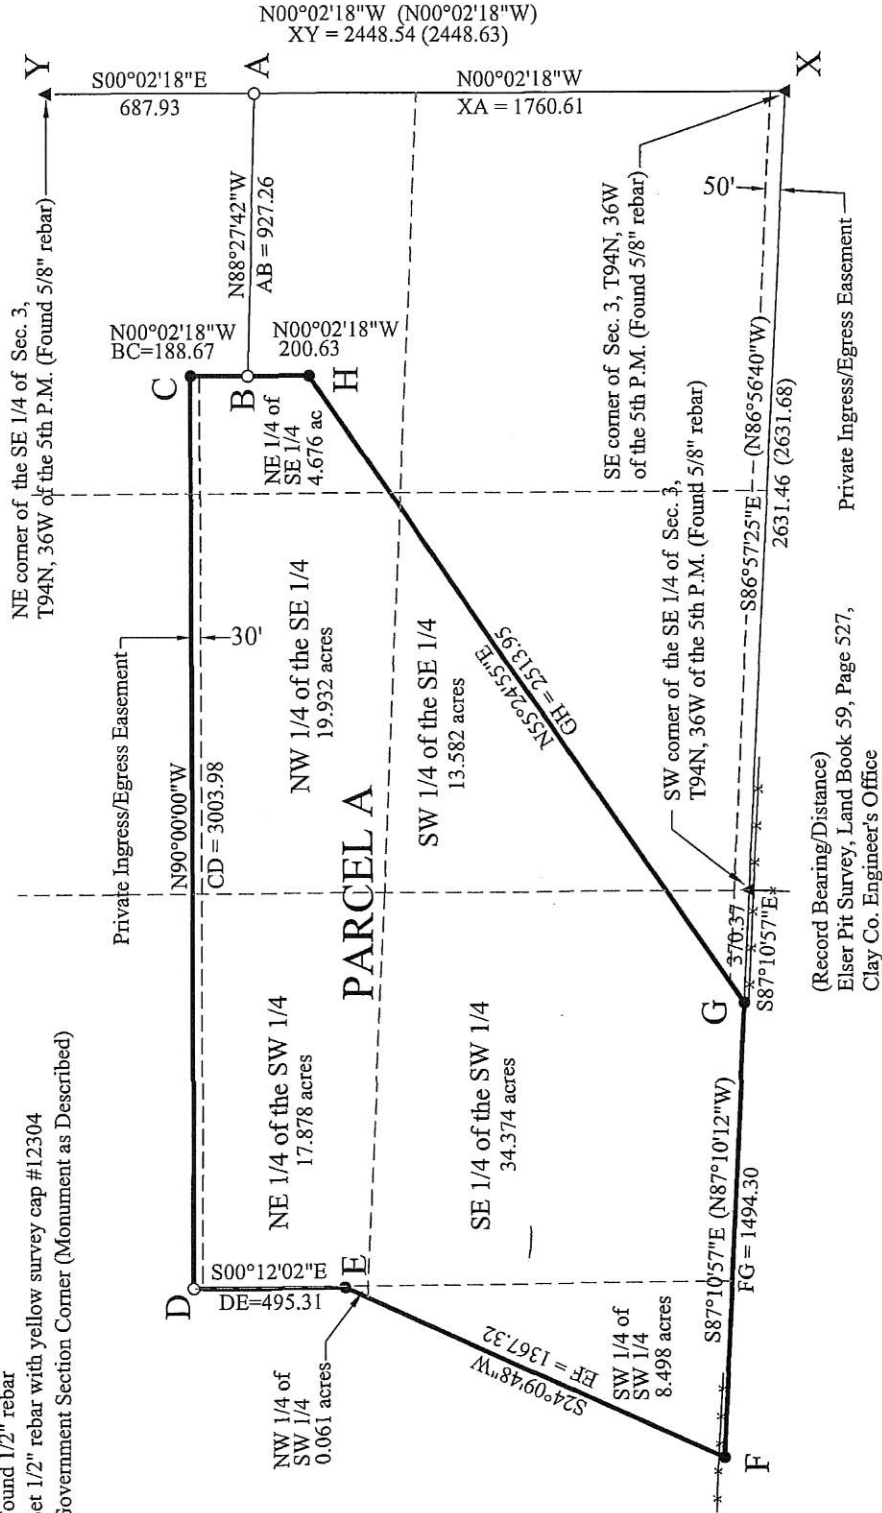 N00°02'18"W (N00°02'18"W)
XY = 2448.54 (2448.63)
Y
S00°02'18"E
687.93
A
N00°02'18"W
XA = 1760.61
X
NE corner of the SE 1/4 of Sec. 3,
T94N, 36W of the 5th P.M. (Found 5/8" rebar)
N88°27'42"W
AB = 927.26
N00°02'18"W
BC=188.67
N00°02'18"W
200.63
C
B
H
NE 1/4 of
SE 1/4
4.676 ac
SE corner of Sec. 3, T94N, 36W
of the 5th P.M. (Found 5/8" rebar)
50'
Private Ingress/Egress Easement
S86°57'25"E (N86°56'40"W)
2631.46 (2631.68)
SW corner of the SE 1/4 of Sec. 3,
T94N, 36W of the 5th P.M. (Found 5/8" rebar)
Private Ingress/Egress Easement
30'
N90°00'00"W
CD = 3003.98
NW 1/4 of the SE 1/4
19.932 acres
PARCEL A
SW 1/4 of the SE 1/4
13.582 acres
N55°24'55"E
GH = 2513.95
370.37
S87°10'57"E
G
(Record Bearing/Distance)
Elser Pit Survey, Land Book 59, Page 527,
Clay Co. Engineer's Office
NE 1/4 of the SW 1/4
17.878 acres
SE 1/4 of the SW 1/4
34.374 acres
S87°10'57"E (N87°10'12"W)
FG = 1494.30
D
S00°12'02"E
DE=495.31
E
NW 1/4 of
SW 1/4
0.061 acres
S24°09'48"W
EF = 1367.32
SW 1/4 of
SW 1/4
8.498 acres
F
1/2" rebar
1/2" rebar with yellow survey cap #12304
Government Section Corner (Monument as Described)